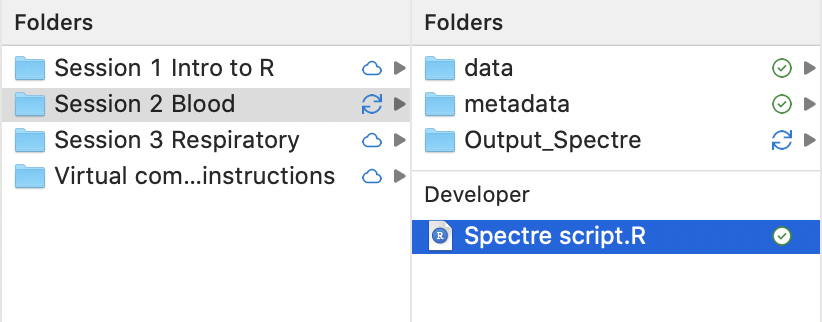 Folders
Session 1 Intro to R
Session 2 Blood
Session 3 Respiratory
Virtual com...instructions
Folders
data
metadata
Output_Spectre
Developer
R
Spectre script.R